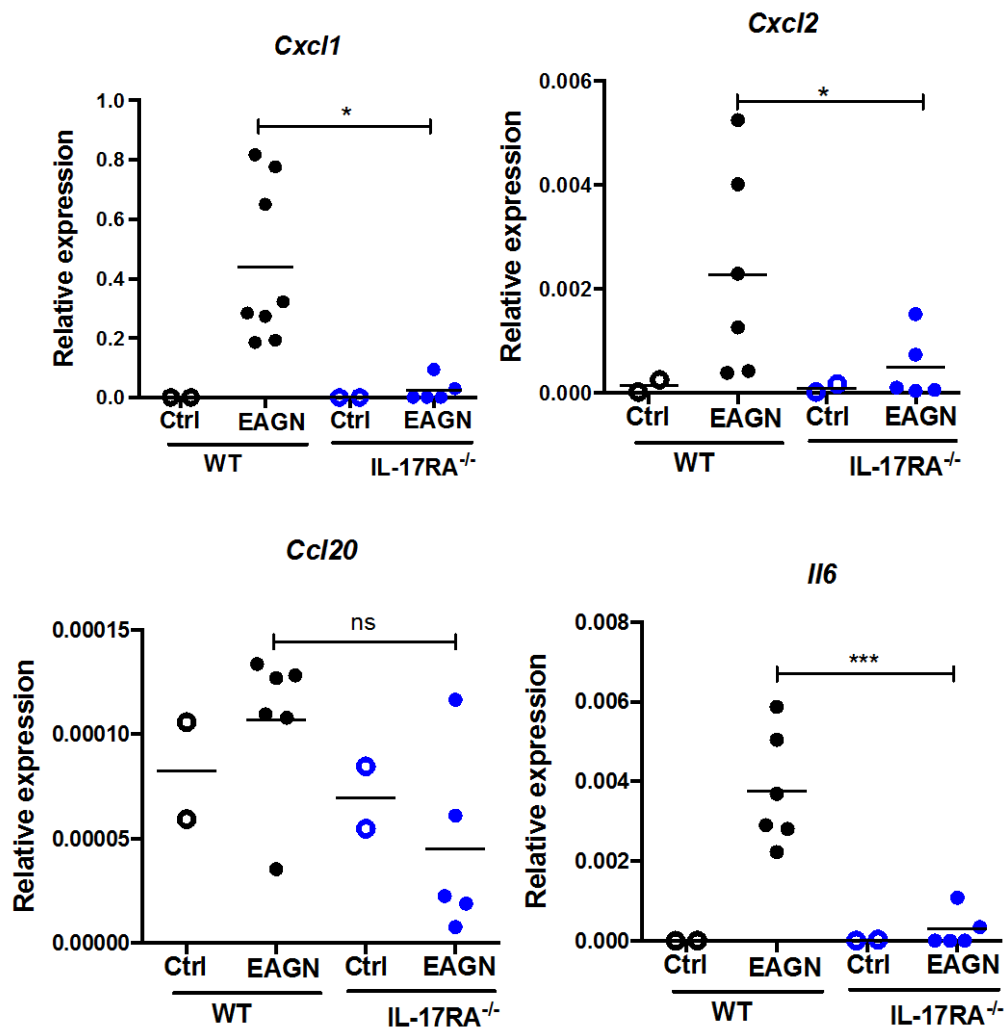 Cxcl1
Relative expression
1.0
0.8
0.6
0.4
0.2
0.0
*
Ctrl EAGN Ctrl EAGN
WT IL-17RA-/-
Cxcl2
Relative expression
0.006
0.004
0.002
0.000
*
Ctrl EAGN Ctrl EAGN
WT IL-17RA-/-
Ccl20
Relative expression
0.00015
0.00010
0.00005
0.00000
ns
Ctrl EAGN Ctrl EAGN
WT IL-17RA-/-
Il6
Relative expression
0.008
0.006
0.004
0.002
0.000
***
Ctrl EAGN Ctrl EAGN
WT IL-17RA-/-